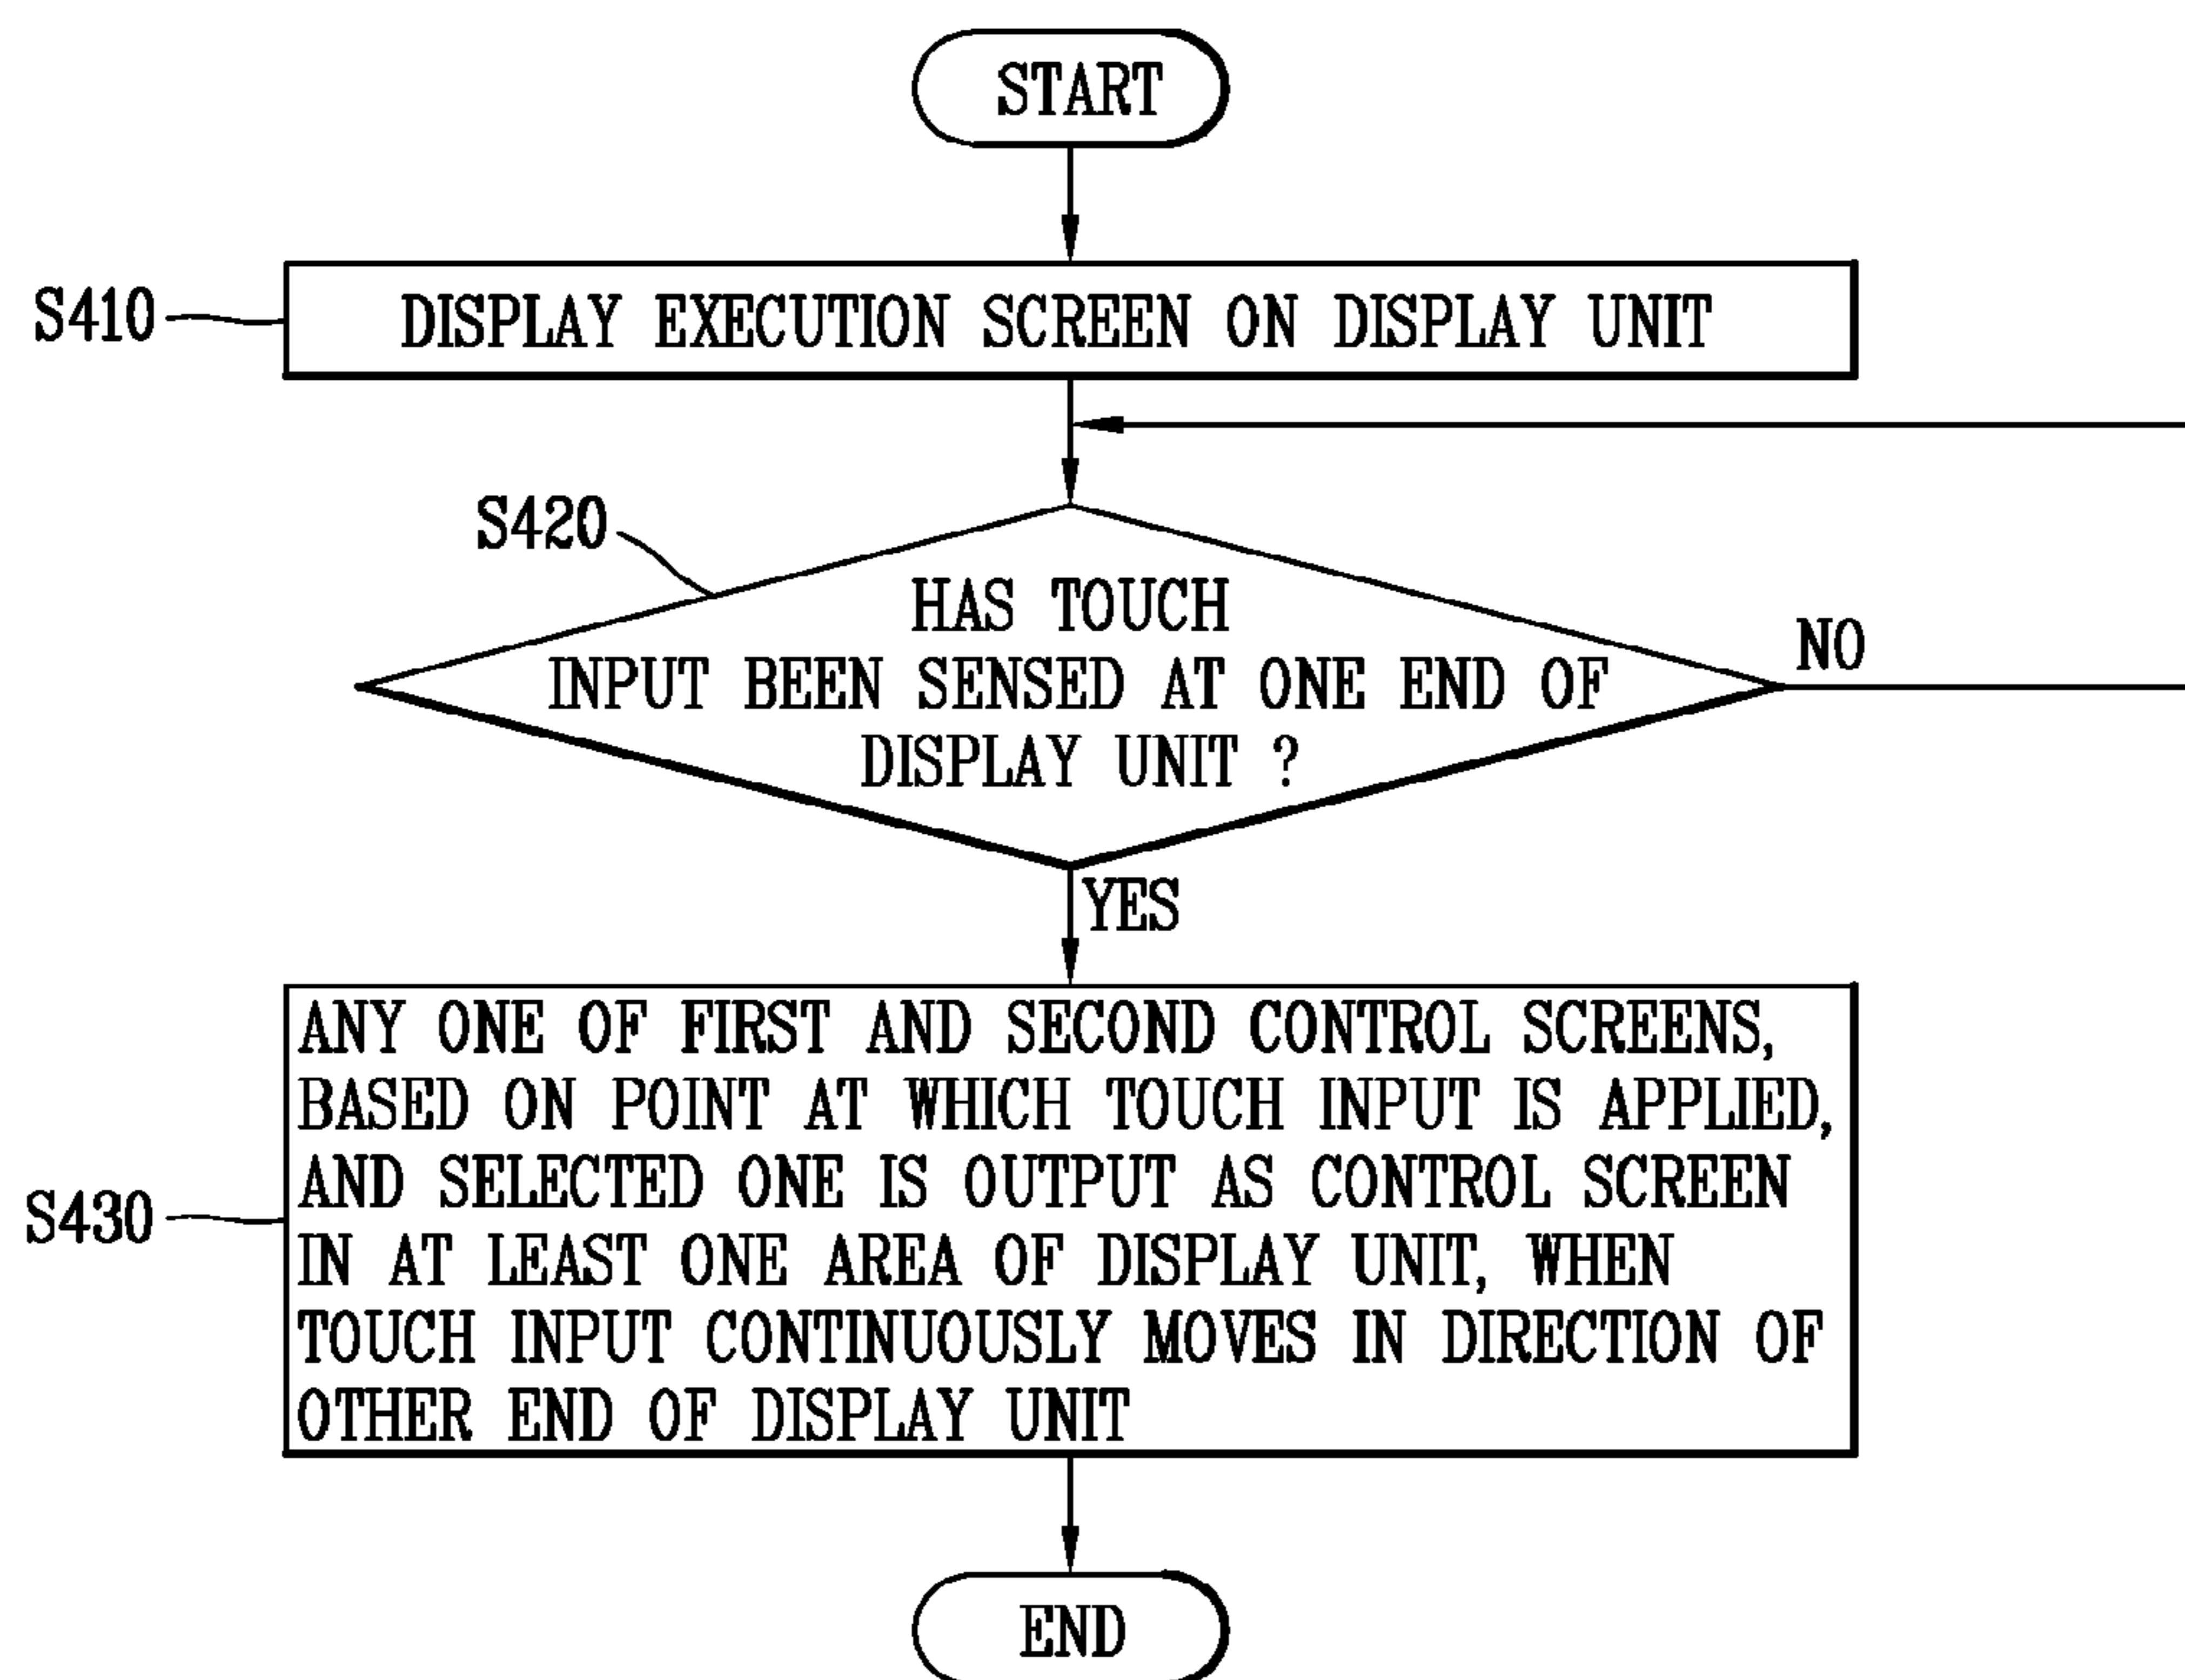 START
S410
DISPLAY EXECUTION SCREEN ON DISPLAY UNIT
S420
HAS TOUCH
INPUT BEEN SENSED AT ONE END OF
DISPLAY UNIT ?
NO
YES
S430
ANY ONE OF FIRST AND SECOND CONTROL SCREENS,
BASED ON POINT AT WHICH TOUCH INPUT IS APPLIED,
AND SELECTED ONE IS OUTPUT AS CONTROL SCREEN
IN AT LEAST ONE AREA OF DISPLAY UNIT, WHEN
TOUCH INPUT CONTINUOUSLY MOVES IN DIRECTION OF
OTHER END OF DISPLAY UNIT
END